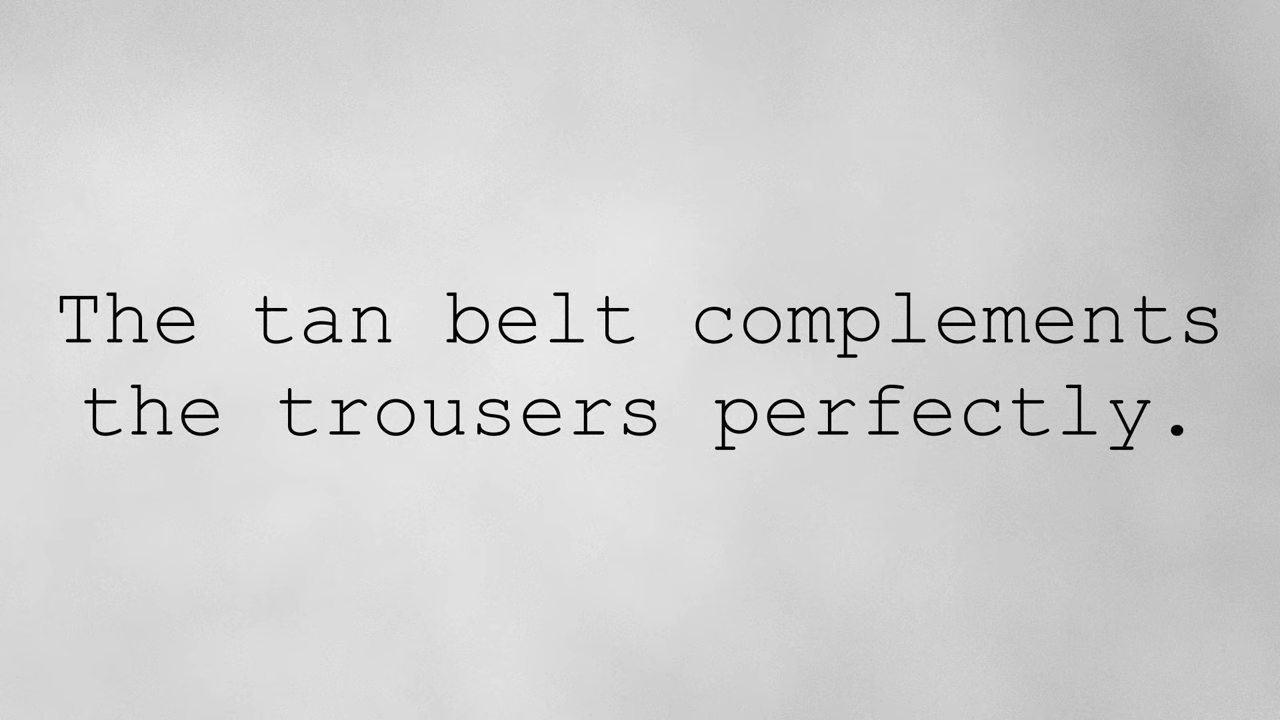 The tan belt complements
the trousers perfectly.